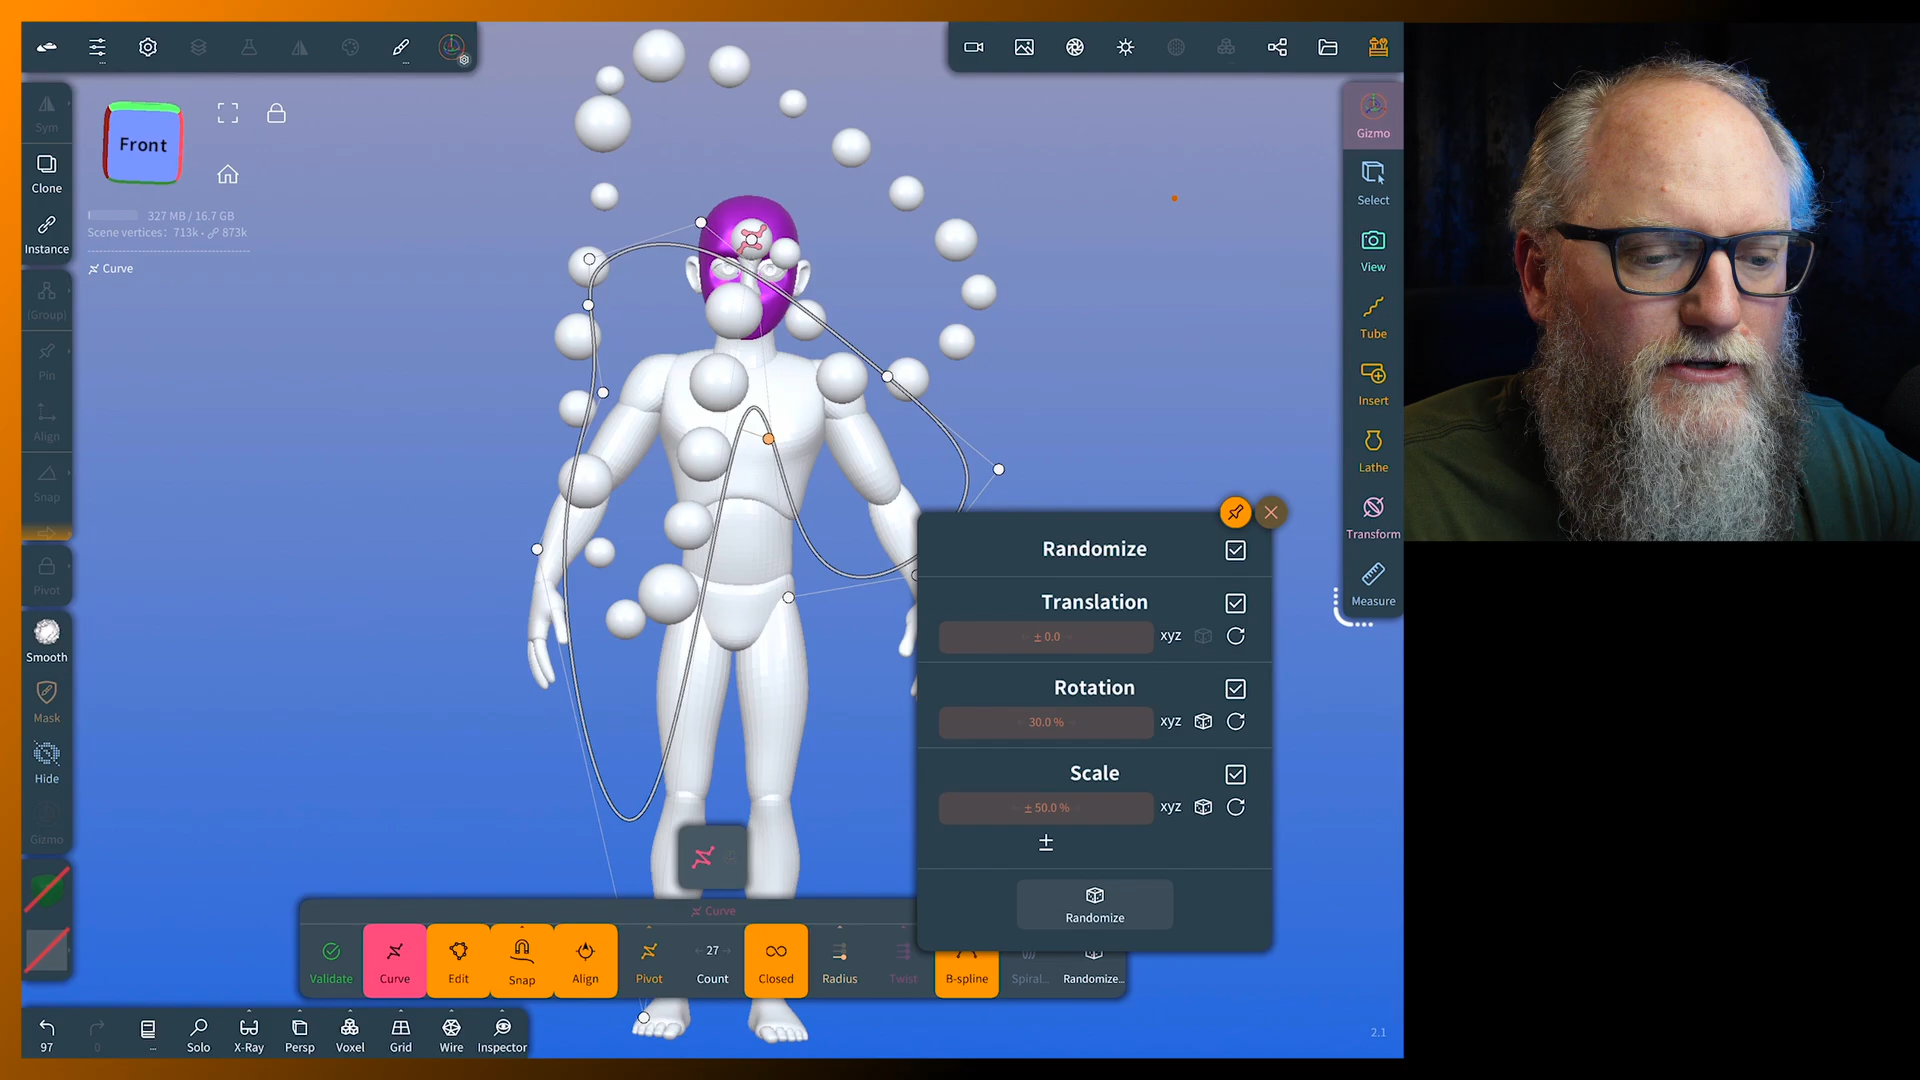 Front
327 MB / 16.7 GB
Scene vertices: 713k · 873k
Curve
Sym
Clone
Instance
(Group)
Pin
Align
Snap
Pivot
Smooth
Mask
Hide
Gizmo
Gizmo
Select
View
Tube
Insert
Lathe
Transform
Measure
Randomize
Translation
± 0.0 xyz
Rotation
30.0 % xyz
Scale
± 50.0 % xyz
±
Randomize
Curve
27
Validate Curve Edit Snap Align Pivot Count Closed Radius Twist B-spline Spiral... Randomize...
97 0 ... Solo X-Ray Persp Voxel Grid Wire Inspector
2.1